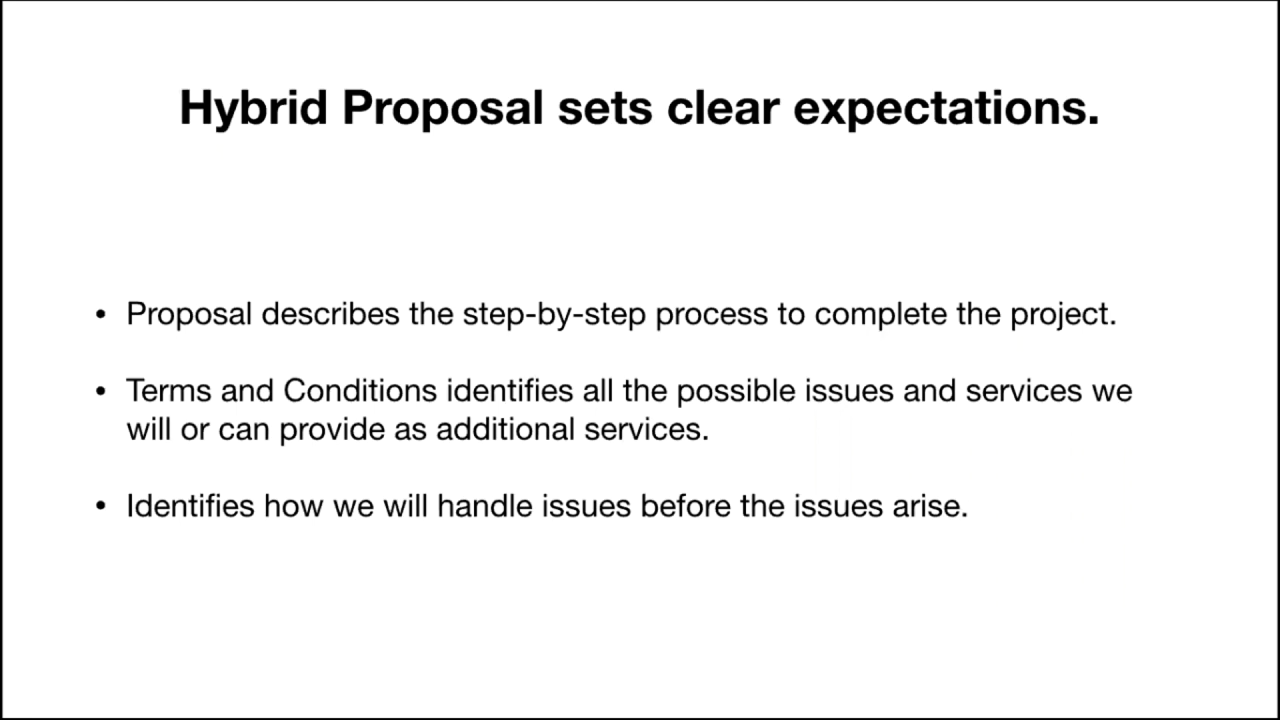 Hybrid Proposal sets clear expectations.
• Proposal describes the step-by-step process to complete the project.
• Terms and Conditions identifies all the possible issues and services we
will or can provide as additional services.
• Identifies how we will handle issues before the issues arise.